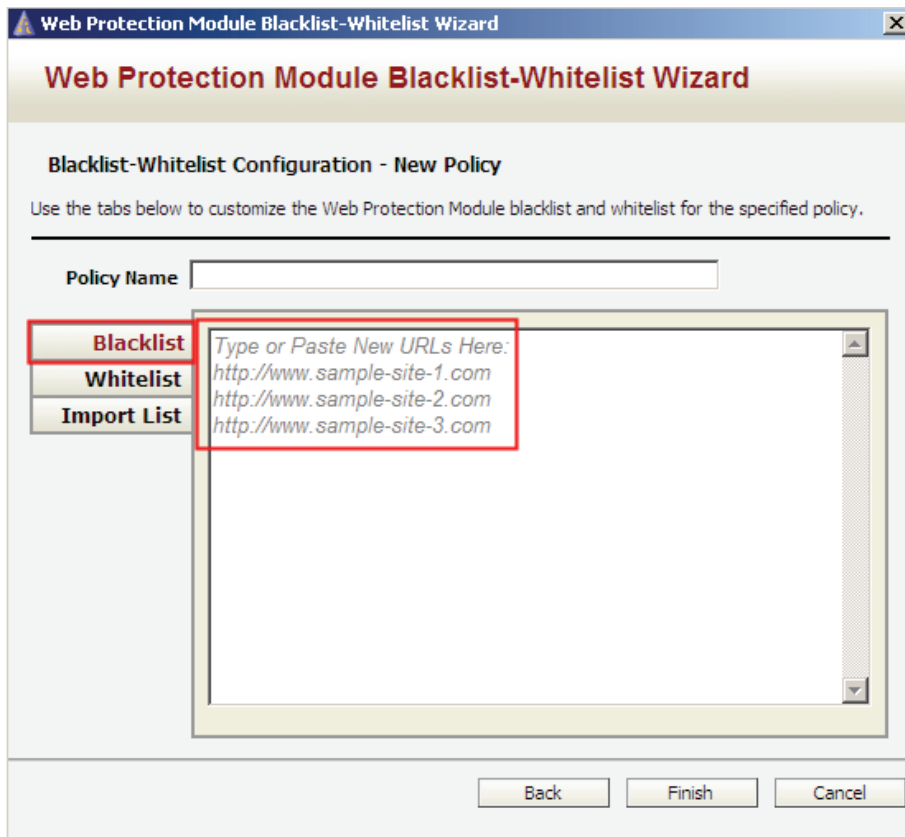 Web Protection Module Blacklist-Whitelist Wizard
Web Protection Module Blacklist-Whitelist Wizard
Blacklist-Whitelist Configuration - New Policy
Use the tabs below to customize the Web Protection Module blacklist and whitelist for the specified policy.
Policy Name
Blacklist
Whitelist
Import List
Type or Paste New URLs Here:
http://www.sample-site-1.com
http://www.sample-site-2.com
http://www.sample-site-3.com
Back Finish Cancel